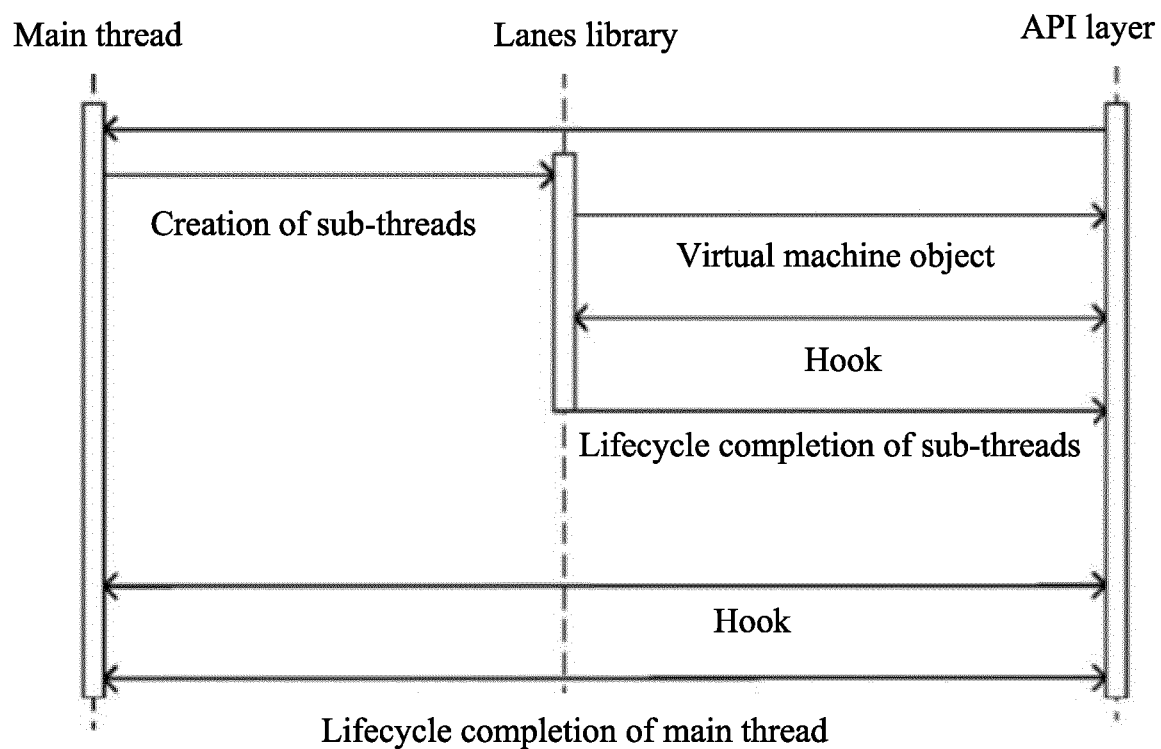 Main thread
Lanes library
API layer
Creation of sub-threads
Virtual machine object
Hook
Lifecycle completion of sub-threads
Hook
Lifecycle completion of main thread